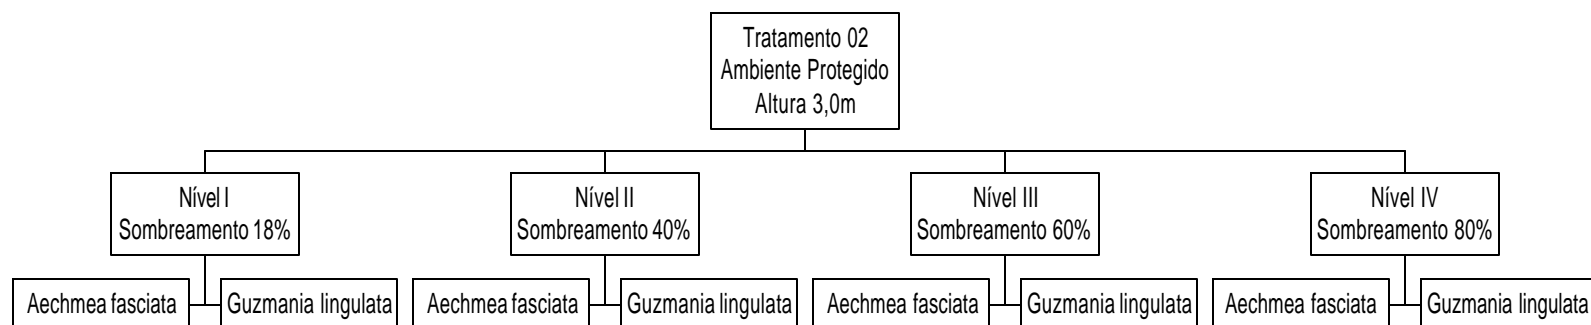 Tratamento 02
Ambiente Protegido
Altura 3,0m
Nível I
Sombreamento 18%
Nível II
Sombreamento 40%
Nível III
Sombreamento 60%
Nível IV
Sombreamento 80%
Aechmea fasciata
Guzmania lingulata
Aechmea fasciata
Guzmania lingulata
Aechmea fasciata
Guzmania lingulata
Aechmea fasciata
Guzmania lingulata